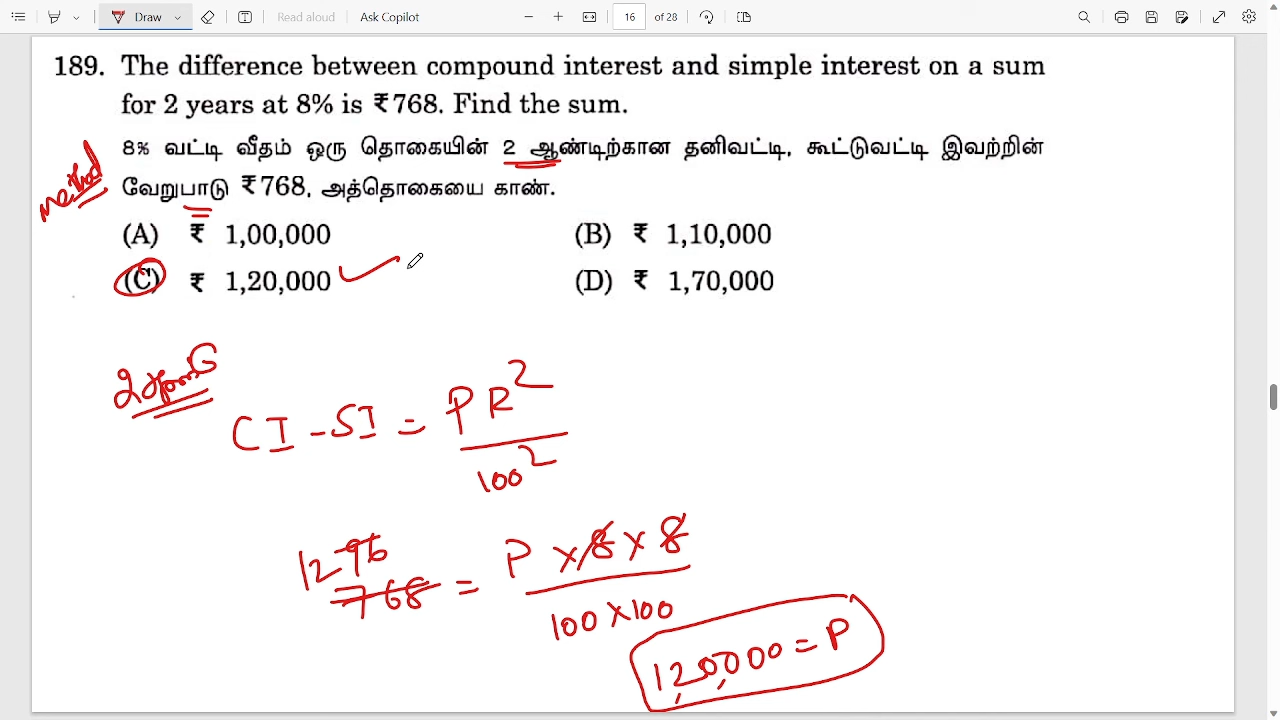 Draw
Read aloud
Ask Copilot
16 of 28
189. The difference between compound interest and simple interest on a sum
for 2 years at 8% is ₹768. Find the sum.
8% வட்டி வீதம் ஒரு தொகையின் 2 ஆண்டிற்கான தனிவட்டி, கூட்டுவட்டி இவற்றின்
வேறுபாடு ₹768, அத்தொகையை காண்.
method
(A) ₹ 1,00,000
(B) ₹ 1,10,000
(C) ₹ 1,20,000
(D) ₹ 1,70,000
CI - SI = PR²
100²
12 96
768 = P × 8 × 8
100 × 100
1,20,000 = P